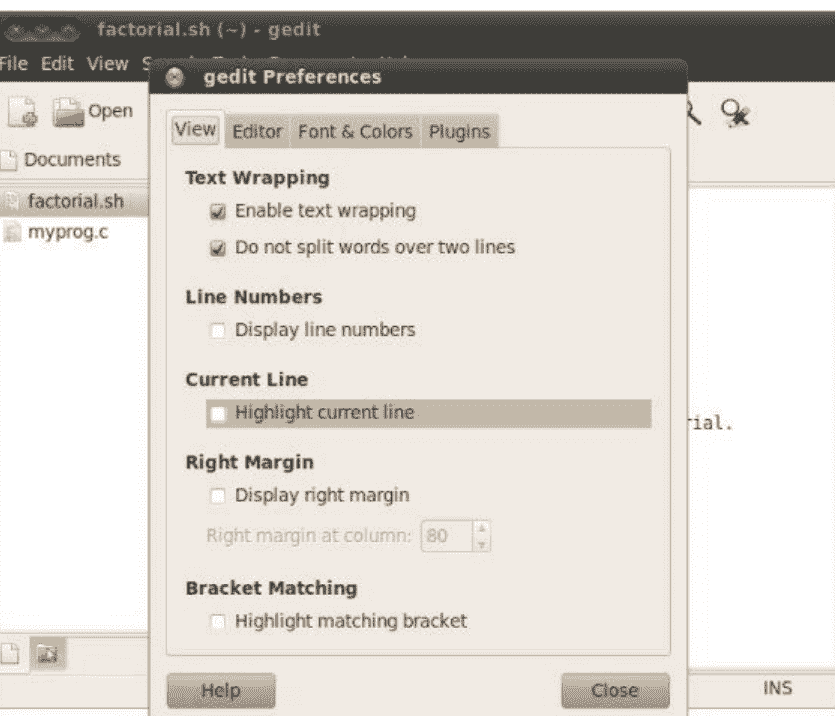 factorial.sh (~) - gedit
File Edit View
gedit Preferences
Open
Documents
factorial.sh
myprog.c
View Editor Font & Colors Plugins
Text Wrapping
Enable text wrapping
Do not split words over two lines
Line Numbers
Display line numbers
Current Line
Highlight current line
rial.
Right Margin
Display right margin
Right margin at column: 80
Bracket Matching
Highlight matching bracket
Help Close
INS